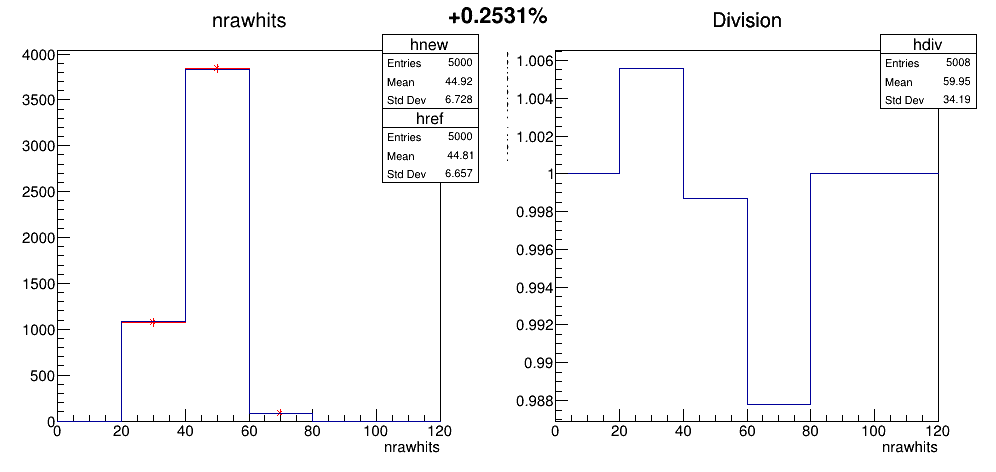 +0.2531%
nrawhits
hnew
Entries 5000
Mean 44.92
Std Dev 6.728
href
Entries 5000
Mean 44.81
Std Dev 6.657
4000
3500
3000
2500
2000
1500
1000
500
0
0 20 40 60 80 100 120
nrawhits
Division
hdiv
Entries 5008
Mean 59.95
Std Dev 34.19
1.006
1.004
1.002
1
0.998
0.996
0.994
0.992
0.99
0.988
0 20 40 60 80 100 120
nrawhits